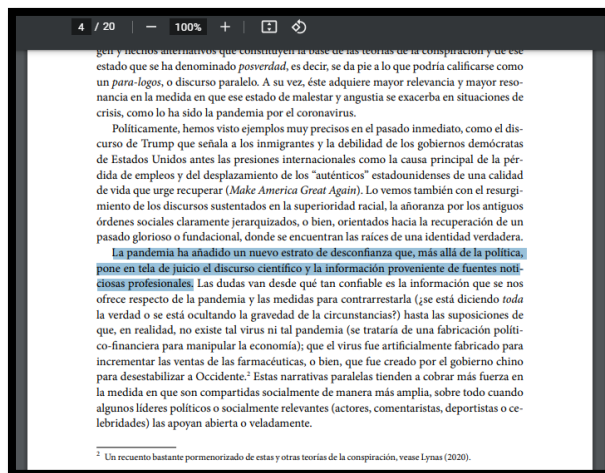 4 / 20 — 100% +
gen y hechos alternativos que constituyen la base de las teorías de la conspiración y de ese
estado que se ha denominado posverdad, es decir, se da pie a lo que podría calificarse como
un para-logos, o discurso paralelo. A su vez, éste adquiere mayor relevancia y mayor reso-
nancia en la medida en que ese estado de malestar y angustia se exacerba en situaciones de
crisis, como lo ha sido la pandemia por el coronavirus.
Políticamente, hemos visto ejemplos muy precisos en el pasado inmediato, como el dis-
curso de Trump que señala a los inmigrantes y la debilidad de los gobiernos demócratas
de Estados Unidos antes las presiones internacionales como la causa principal de la pér-
dida de empleos y del desplazamiento de los “auténticos” estadounidenses de una calidad
de vida que urge recuperar (Make America Great Again). Lo vemos también con el resurgi-
miento de los discursos sustentados en la superioridad racial, la añoranza por los antiguos
órdenes sociales claramente jerarquizados, o bien, orientados hacia la recuperación de un
pasado glorioso o fundacional, donde se encuentran las raíces de una identidad verdadera.
La pandemia ha añadido un nuevo estrato de desconfianza que, más allá de la política,
pone en tela de juicio el discurso científico y la información proveniente de fuentes noti-
ciosas profesionales. Las dudas van desde qué tan confiable es la información que se nos
ofrece respecto de la pandemia y las medidas para contrarrestarla (¿se está diciendo toda
la verdad o se está ocultando la gravedad de la circunstancias?) hasta las suposiciones de
que, en realidad, no existe tal virus ni tal pandemia (se trataría de una fabricación políti-
co-financiera para manipular la economía); que el virus fue artificialmente fabricado para
incrementar las ventas de las farmacéuticas, o bien, que fue creado por el gobierno chino
para desestabilizar a Occidente.2 Estas narrativas paralelas tienden a cobrar más fuerza en
la medida en que son compartidas socialmente de manera más amplia, sobre todo cuando
algunos líderes políticos o socialmente relevantes (actores, comentaristas, deportistas o ce-
lebridades) las apoyan abierta o veladamente.
2 Un recuento bastante pormenorizado de estas y otras teorías de la conspiración, vease Lynas (2020).